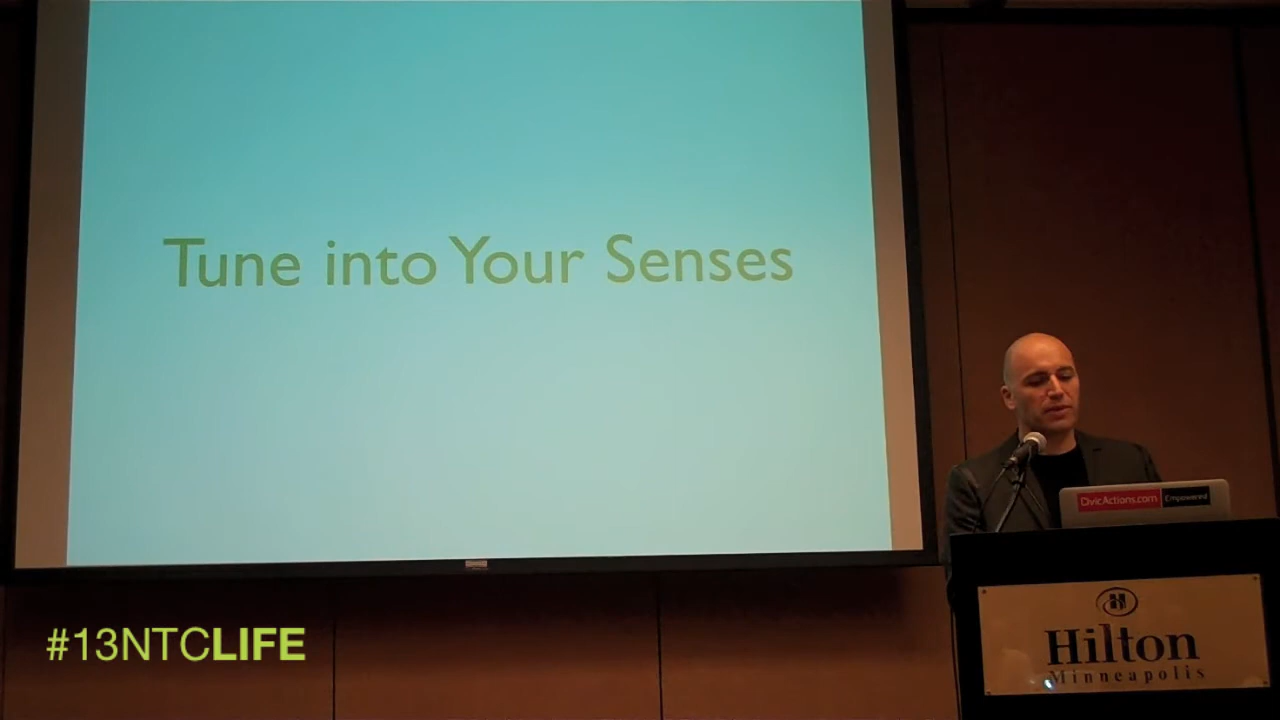 Tune into Your Senses
CivicActions.com Empowered
#13NTCLIFE
H
Hilton
Minneapolis